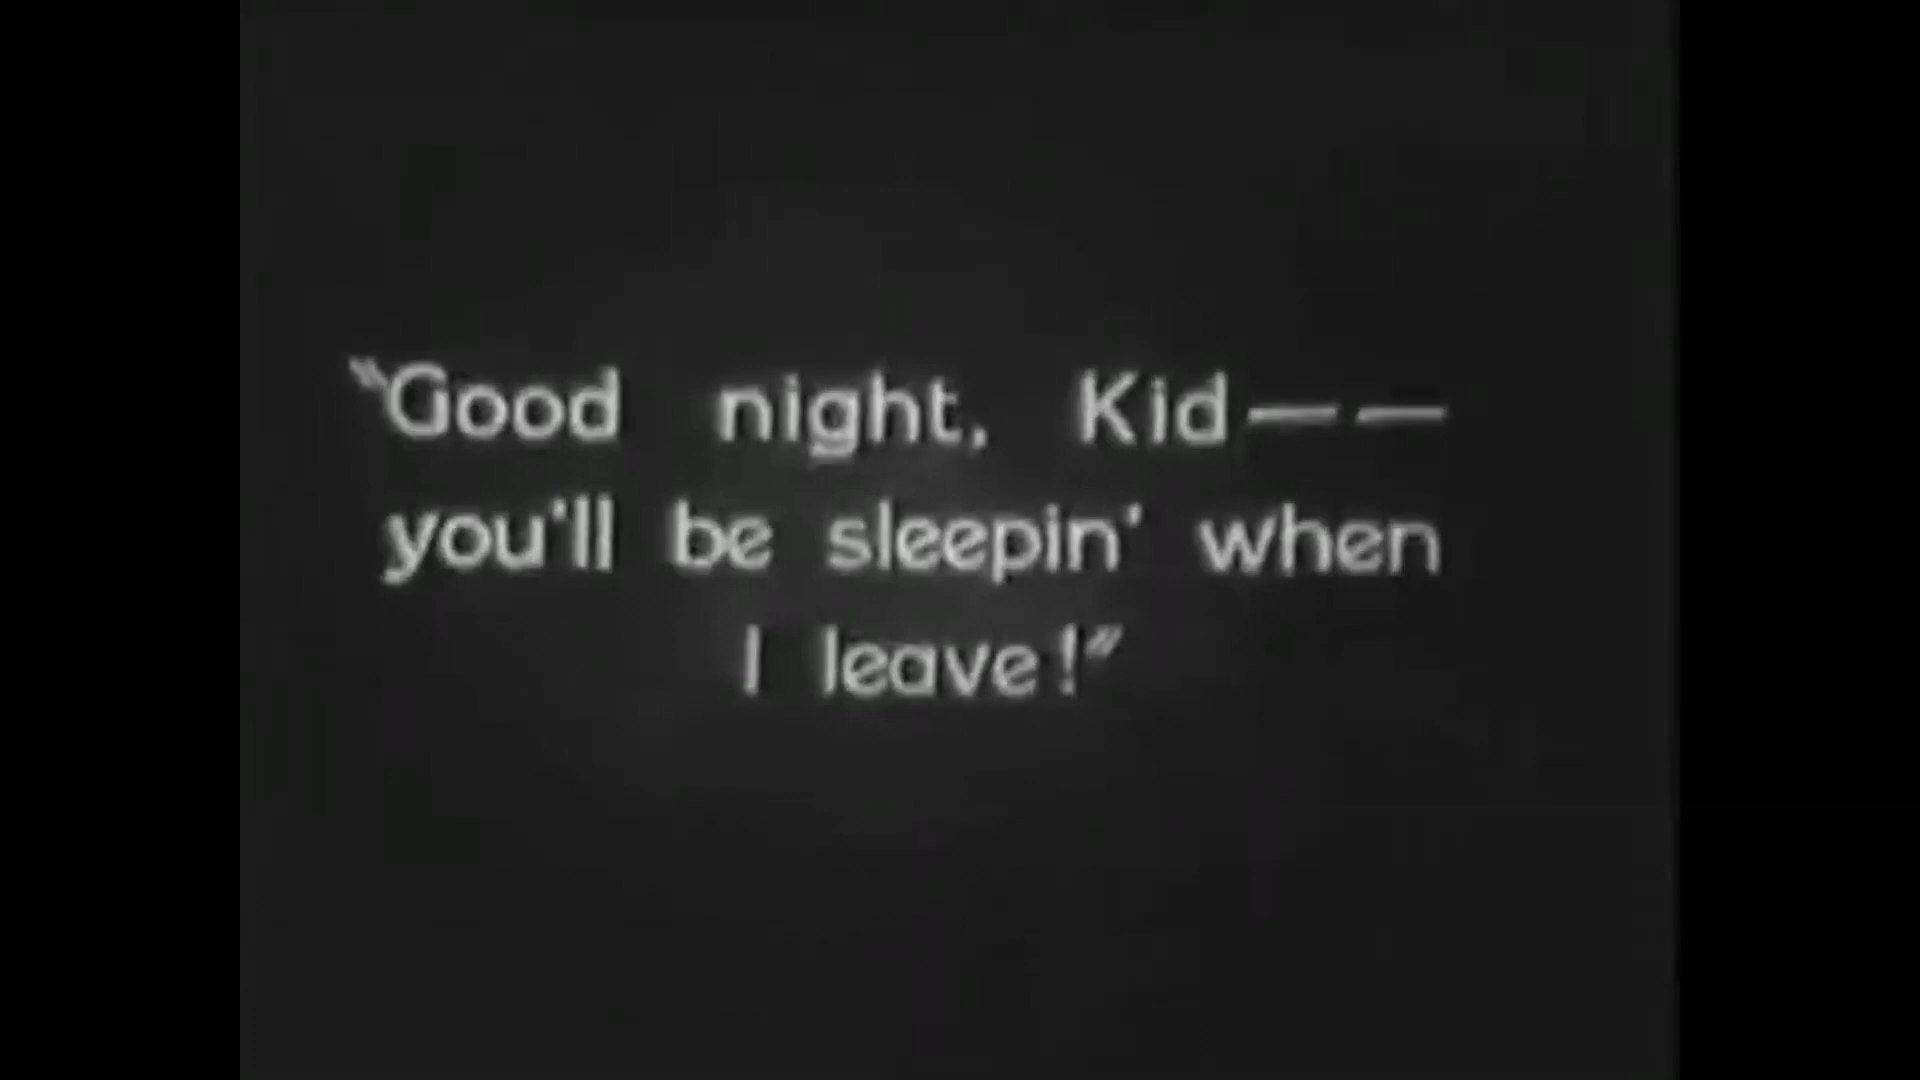 “Good night, Kid——
you'll be sleepin' when
I leave!”